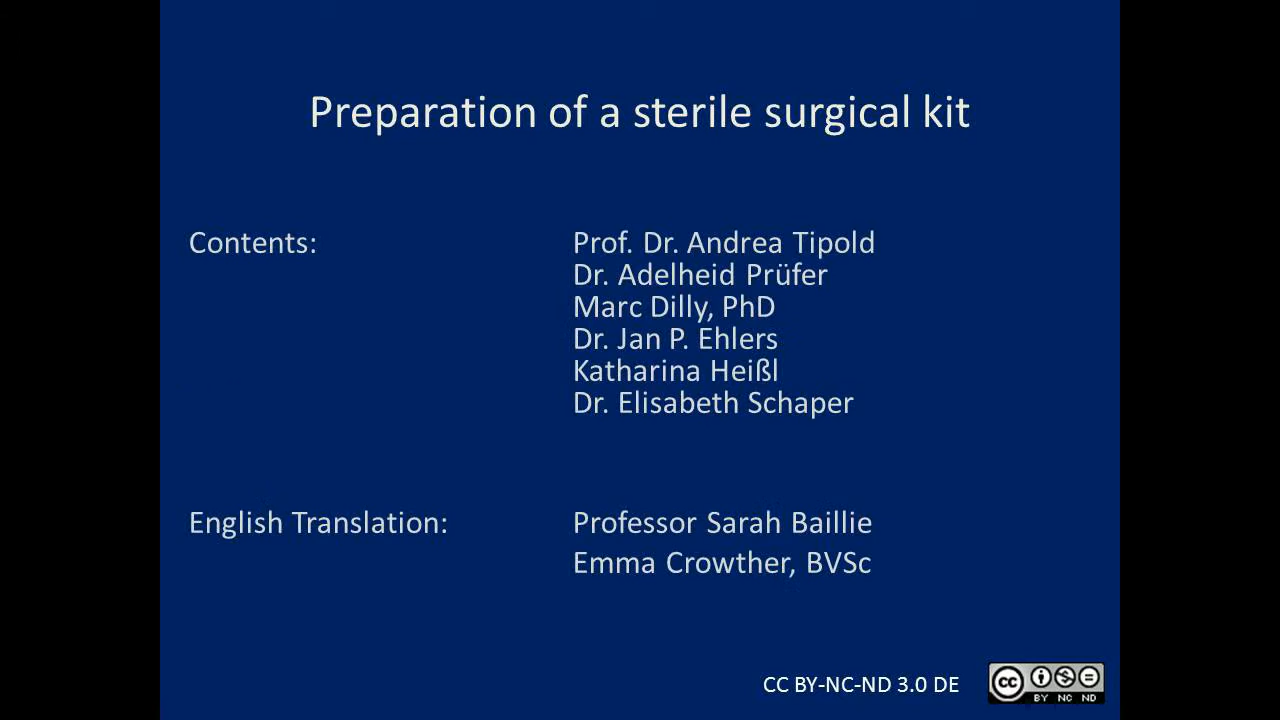 Preparation of a sterile surgical kit
Contents: Prof. Dr. Andrea Tipold
Dr. Adelheid Prüfer
Marc Dilly, PhD
Dr. Jan P. Ehlers
Katharina Heißl
Dr. Elisabeth Schaper
English Translation: Professor Sarah Baillie
Emma Crowther, BVSc
CC BY-NC-ND 3.0 DE
cc
BY NC ND